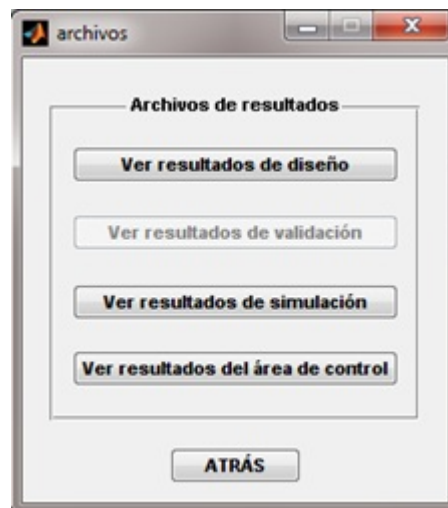 archivos
Archivos de resultados
Ver resultados de diseño
Ver resultados de validación
Ver resultados de simulación
Ver resultados del área de control
ATRÁS